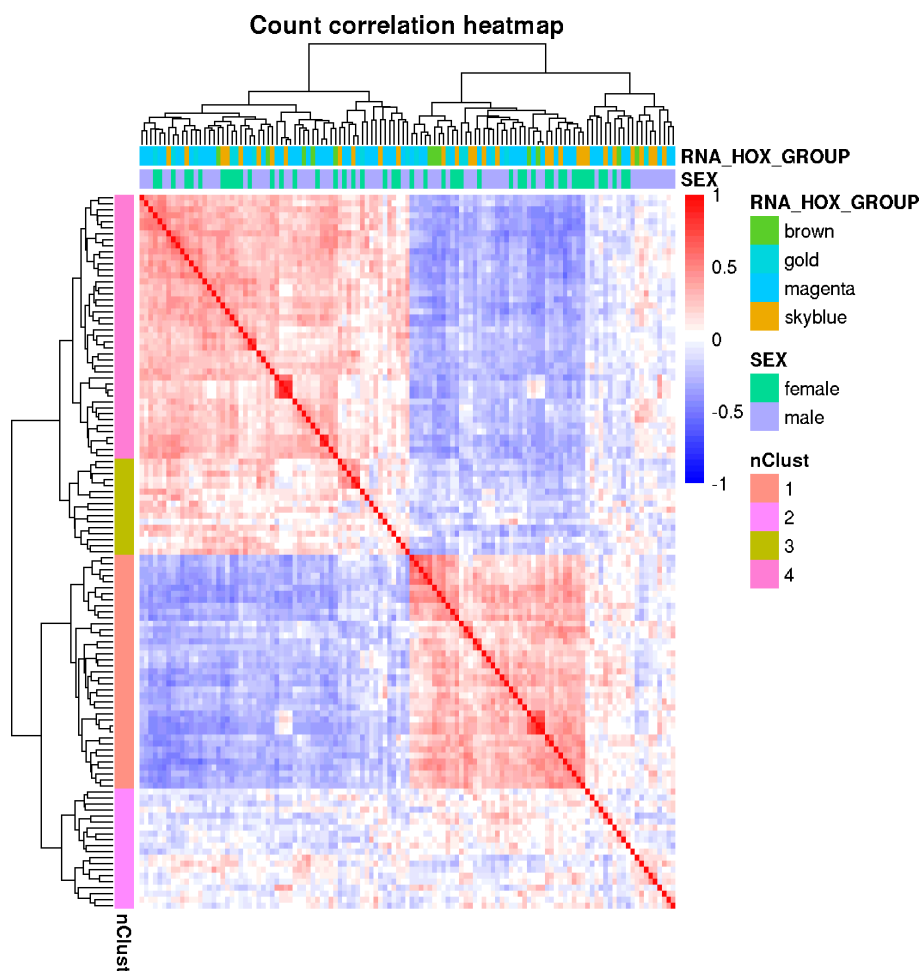 Count correlation heatmap
RNA_HOX_GROUP
SEX
1
0.5
0
-0.5
-1
RNA_HOX_GROUP
brown
gold
magenta
skyblue
SEX
female
male
nClust
1
2
3
4
nClust